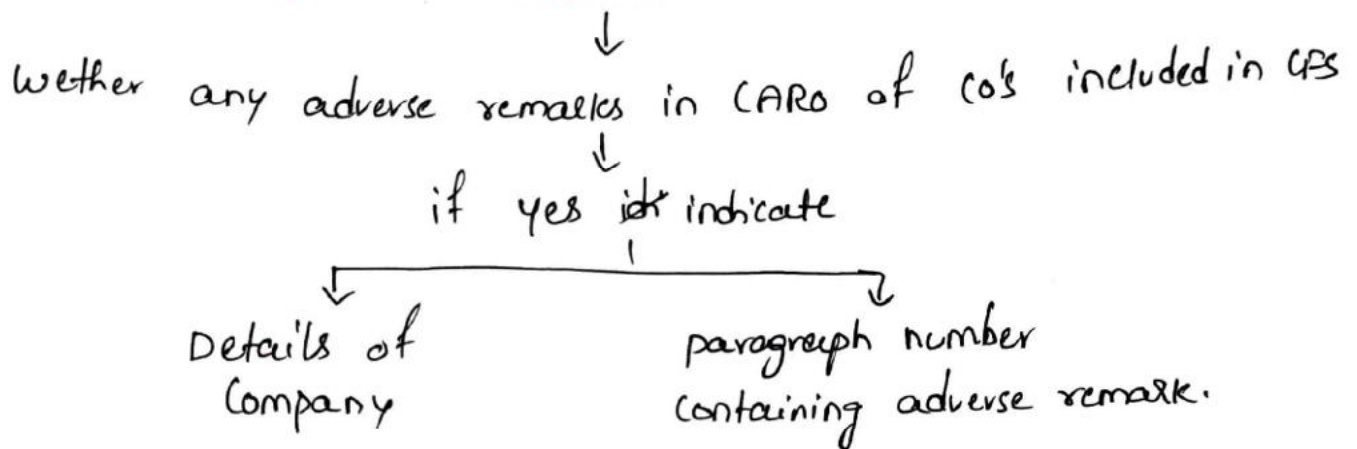 Wether any adverse remarks in CARO of Co's included in CFS
if yes indicate
Details of paragraph number
Company containing adverse remark.